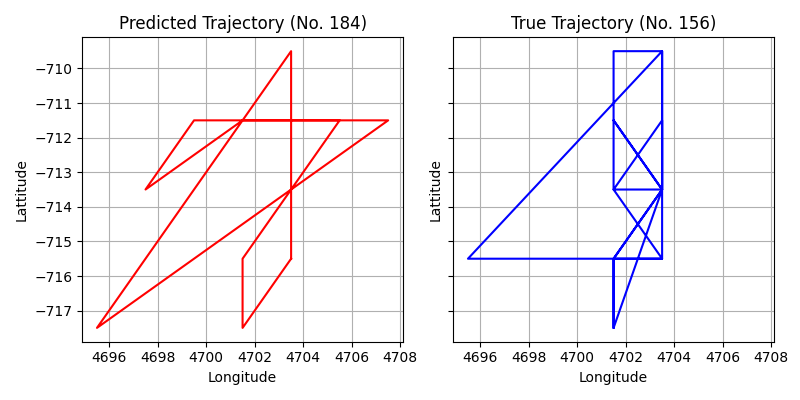 Predicted Trajectory (No. 184)
True Trajectory (No. 156)
Lattitude
−710
−711
−712
−713
−714
−715
−716
−717
4696 4698 4700 4702 4704 4706 4708
Longitude
Lattitude
4696 4698 4700 4702 4704 4706 4708
Longitude